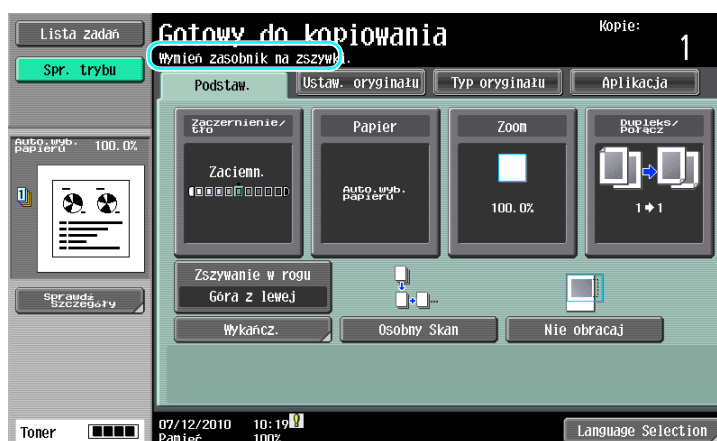 Lista zadań
Spr. trybu
Gotowy do kopiowania
Wymień zasobnik na zszywki.
Kopie:
1
Podstaw.
Ustaw. oryginału
Typ oryginału
Aplikacja
Auto.wyb.
papieru
100.0%
1
Sprawdź
Szczegóły
Zaczernienie/
tło
Zaciemn.
Papier
Auto.wyb.
papieru
Zoom
100.0%
Dupleks/
Połącz
1 1
Zszywanie w rogu
Góra z lewej
Wykańcz.
Osobny Skan
Nie obracaj
Toner
07/12/2010 10:19
Pamięć 100%
Language Selection